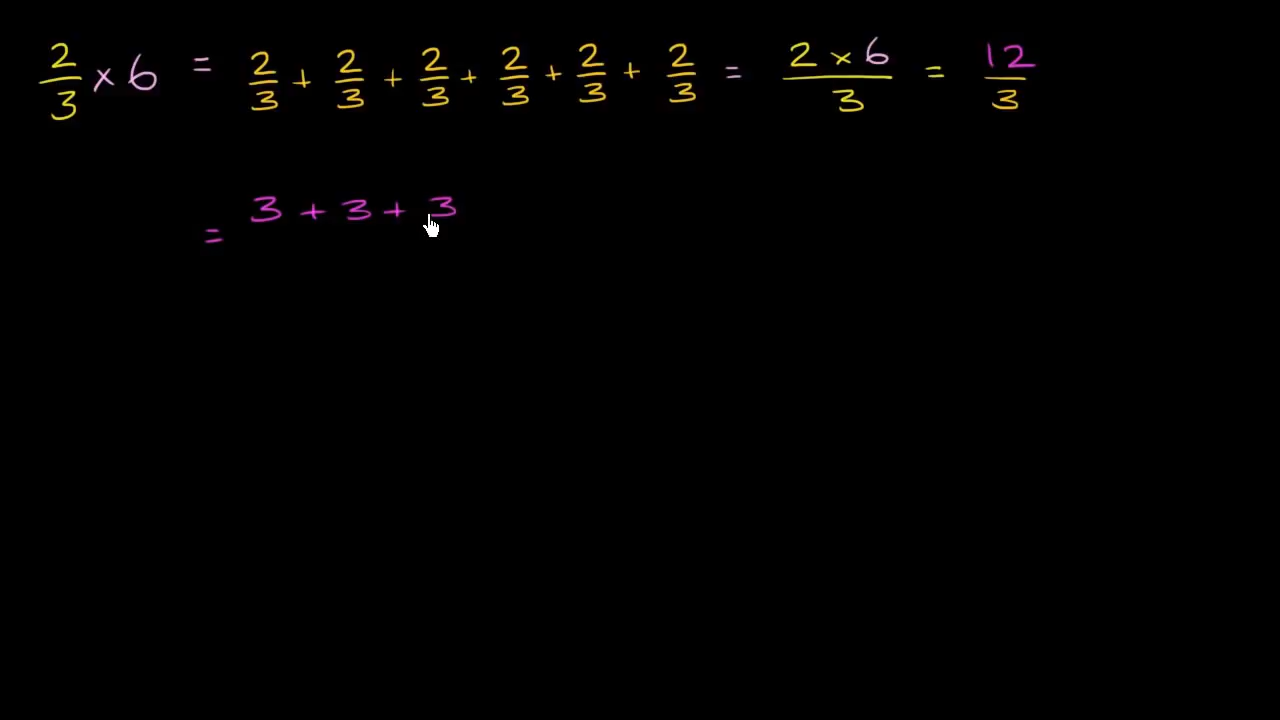 2/3 × 6 = 2/3 + 2/3 + 2/3 + 2/3 + 2/3 + 2/3 = (2 × 6)/3 = 12/3
= 3 + 3 + 3